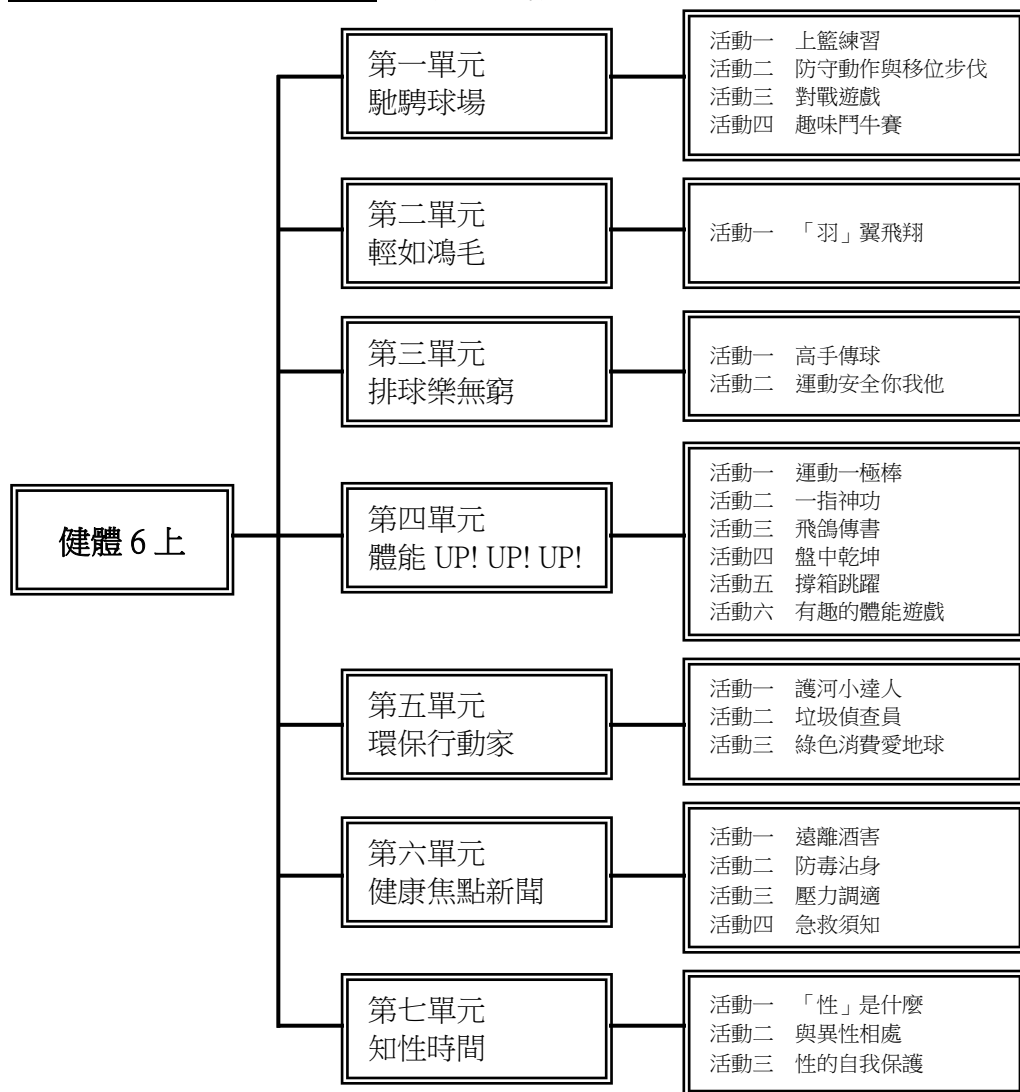 健體 6 上
第一單元
馳騁球場
活動一 上籃練習
活動二 防守動作與移位步伐
活動三 對戰遊戲
活動四 趣味鬥牛賽
第二單元
輕如鴻毛
活動一 「羽」翼飛翔
第三單元
排球樂無窮
活動一 高手傳球
活動二 運動安全你我他
第四單元
體能 UP! UP! UP!
活動一 運動一極棒
活動二 一指神功
活動三 飛鴿傳書
活動四 盤中乾坤
活動五 撐箱跳躍
活動六 有趣的體能遊戲
第五單元
環保行動家
活動一 護河小達人
活動二 垃圾偵查員
活動三 綠色消費愛地球
第六單元
健康焦點新聞
活動一 遠離酒害
活動二 防毒沾身
活動三 壓力調適
活動四 急救須知
第七單元
知性時間
活動一 「性」是什麼
活動二 與異性相處
活動三 性的自我保護